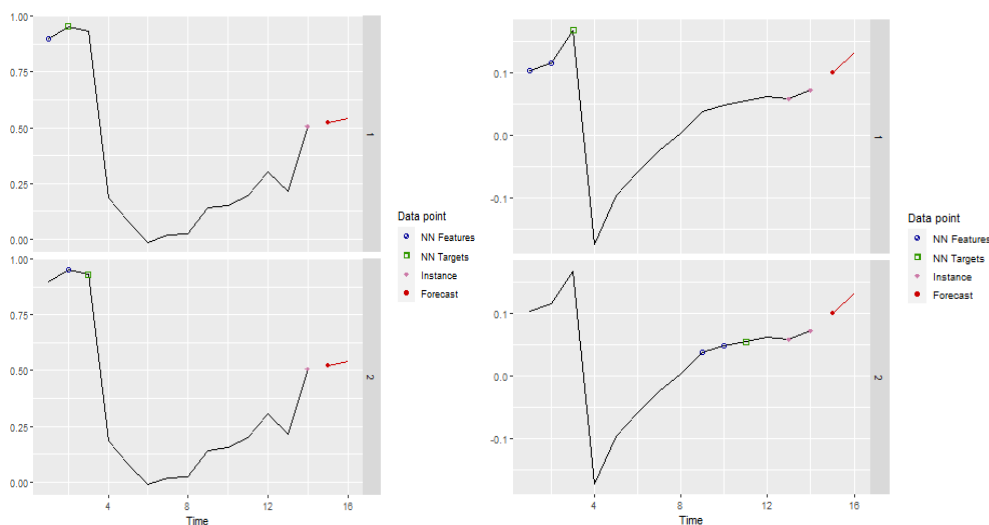 1.00
0.75
0.50
0.25
0.00
1
1.00
0.75
0.50
0.25
0.00
2
4 8 12 16
Time
Data point
NN Features
NN Targets
Instance
Forecast
0.1
0.0
-0.1
1
0.1
0.0
-0.1
2
4 8 12 16
Time
Data point
NN Features
NN Targets
Instance
Forecast